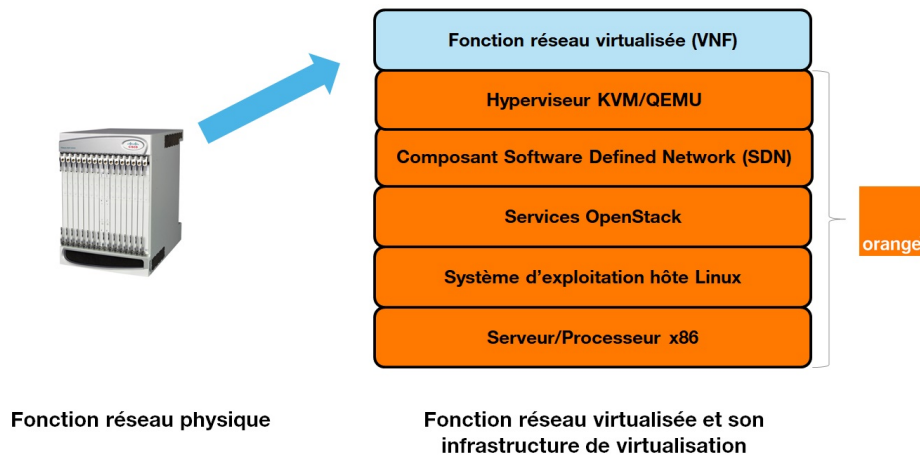 Fonction réseau virtualisée (VNF)
Hyperviseur KVM/QEMU
Composant Software Defined Network (SDN)
Services OpenStack
Système d'exploitation hôte Linux
Serveur/Processeur x86
orange
Fonction réseau physique
Fonction réseau virtualisée et son
infrastructure de virtualisation